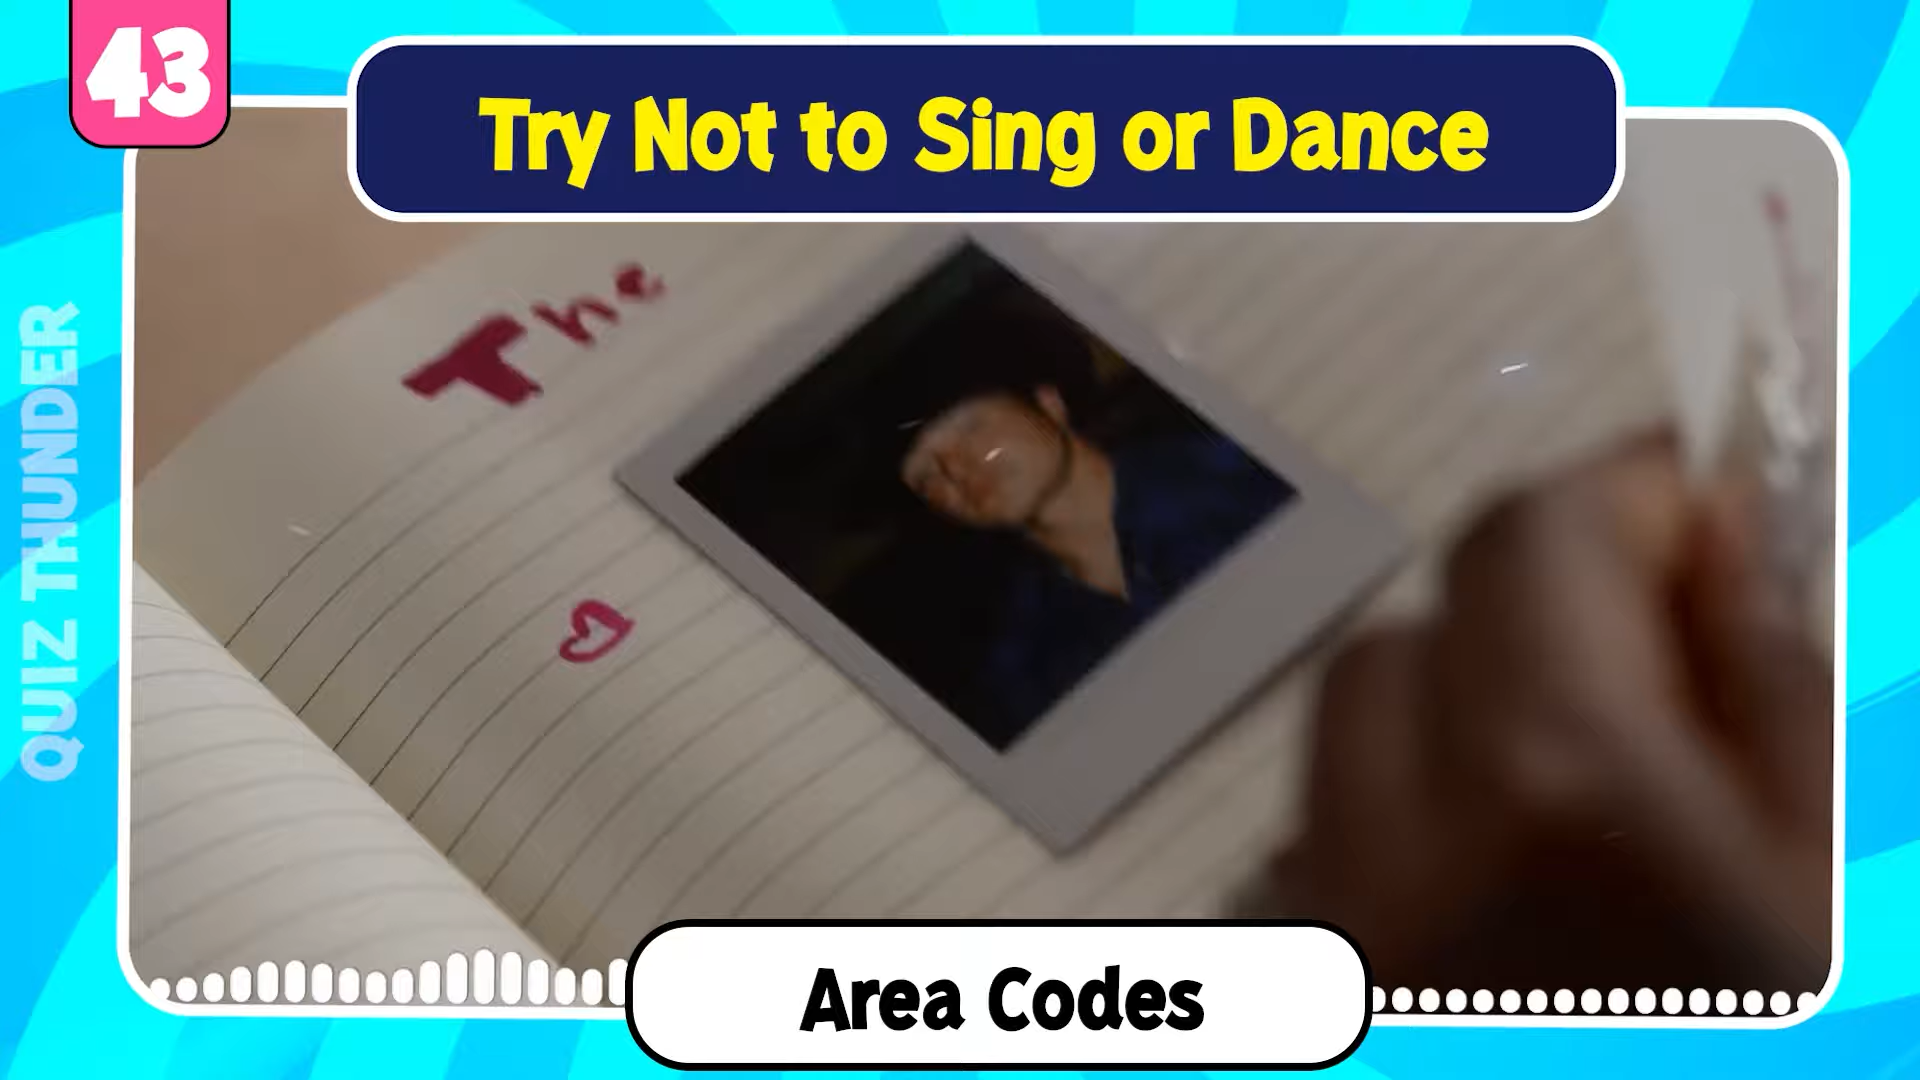 43
Try Not to Sing or Dance
The
QUIZ THUNDER
Area Codes